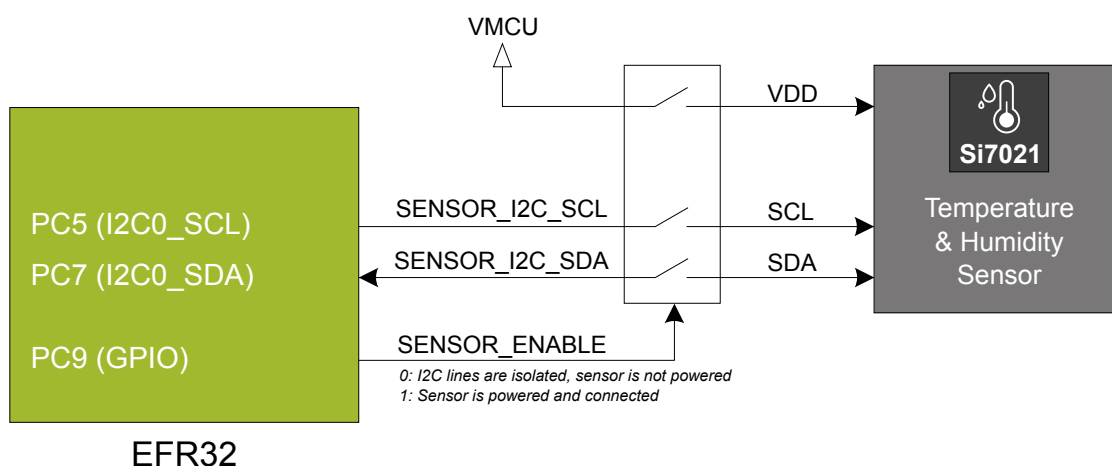 VMCU
VDD
Si7021
PC5 (I2C0_SCL)
SENSOR_I2C_SCL
SCL
Temperature
& Humidity
Sensor
PC7 (I2C0_SDA)
SENSOR_I2C_SDA
SDA
PC9 (GPIO)
SENSOR_ENABLE
0: I2C lines are isolated, sensor is not powered
1: Sensor is powered and connected
EFR32